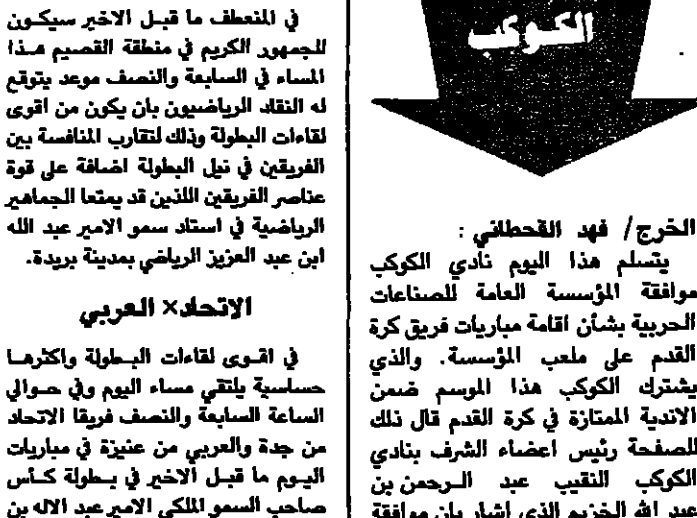 الكوكب
الخرج/ فهد القحطاني :
يتسلم هذا اليوم نادي الكوكب
موافقة المؤسسة العامة للصناعات
الحربية بشأن اقامة مباريات فريق كرة
القدم على ملعب المؤسسة. والذي
يشترك الكوكب هذا الموسم ضمن
الاندية الممتازة في كرة القدم قال ذلك
للصفحة رئيس اعضاء الشرف بنادي
الكوكب النقيب عبد الرحمن بن
عبد الله الخزيم الذي اشار بان موافقة
في المنعطف ما قبل الاخير سيكون
للجمهور الكريم في منطقة القصيم هذا
المساء في السابعة والنصف موعد يتوقع
له النقاد الرياضيون بان يكون من اقوى
لقاءات البطولة وذلك لتقارب المنافسة بين
الفريقين في نيل البطولة اضافة على قوة
عناصر الفريقين اللذين قد يمتعا الجماهير
الرياضية في استاد سمو الامير عبد الله
ابن عبد العزيز الرياضي بمدينة بريدة.
الاتحاد× العربي
في اقوى لقاءات البطولة واكثرها
حساسية يلتقي مساء اليوم وفي حوالي
الساعة السابعة والنصف فريقا الاتحاد
من جدة والعربي من عنيزة في مباريات
اليوم ما قبل الاخير في بطولة كأس
صاحب السمو الملكي الامير عبد الاله بن